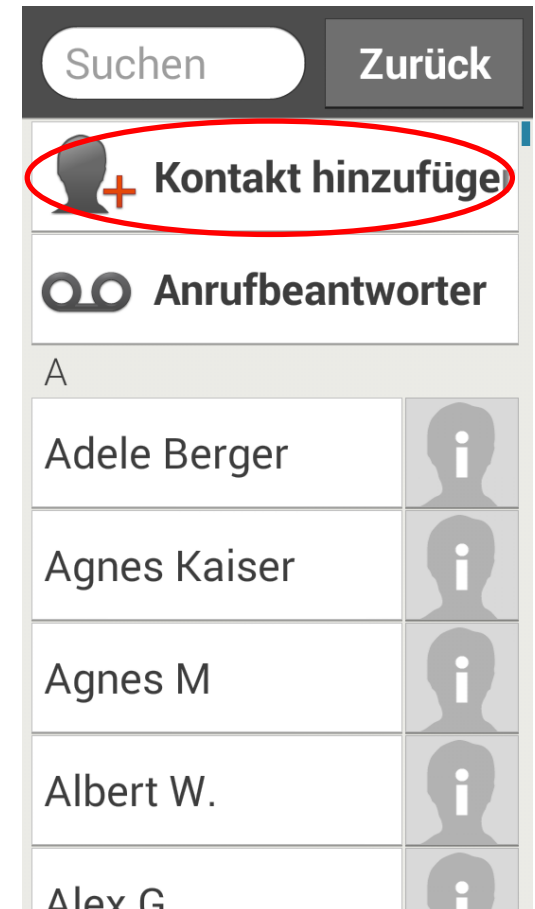 Suchen
Zurück
Kontakt hinzufüge
Anrufbeantworter
A
Adele Berger
Agnes Kaiser
Agnes M
Albert W.
Alex G